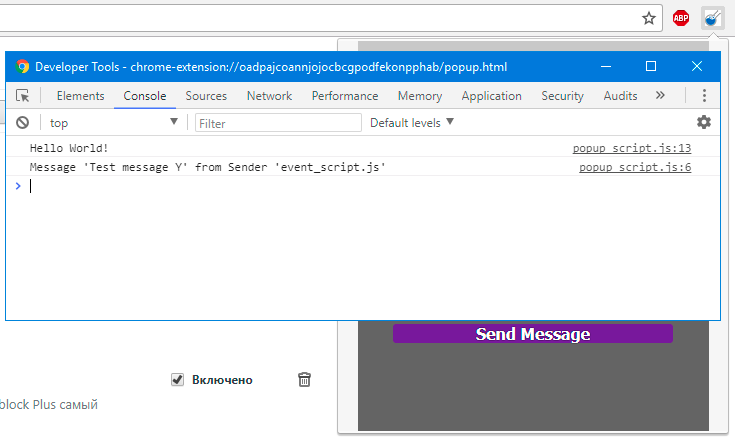 ABP
Developer Tools - chrome-extension://oadpajcoannjojocbcgpodfekonpphab/popup.html
Elements Console Sources Network Performance Memory Application Security Audits »
top Filter Default levels
Hello World! popup_script.js:13
Message 'Test message Y' from Sender 'event_script.js' popup_script.js:6
>
Send Message
Включено
block Plus самый